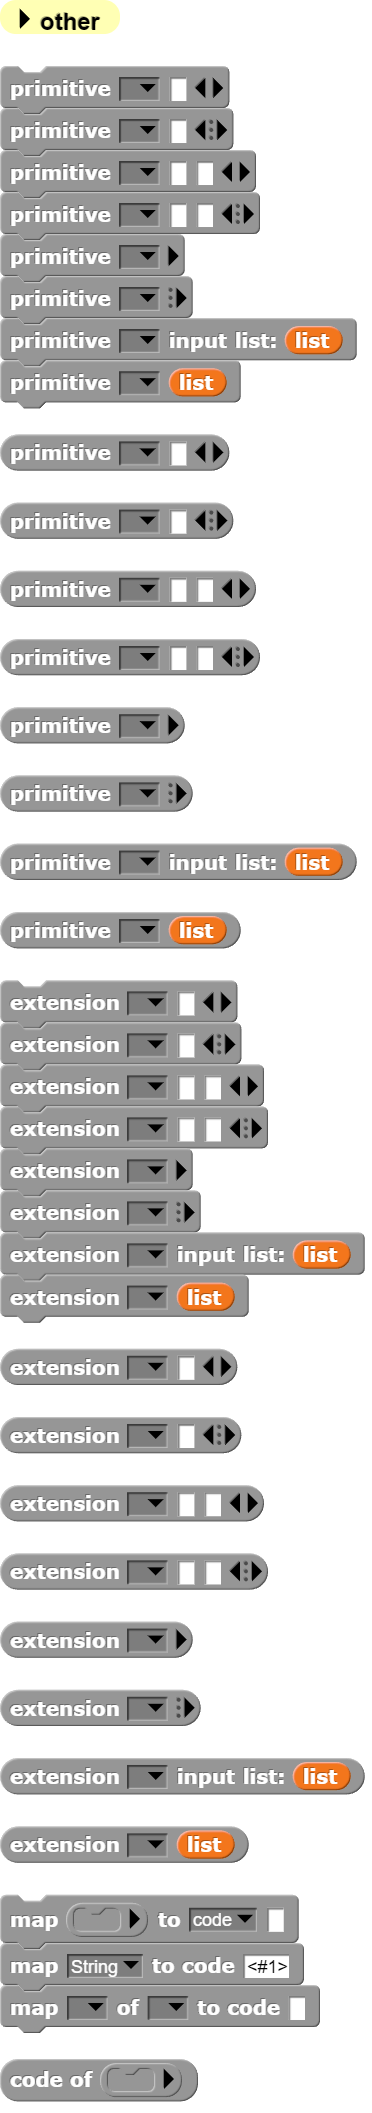 other
primitive
primitive
primitive
primitive
primitive
primitive
primitive input list: list
primitive list
primitive
primitive
primitive
primitive
primitive
primitive
primitive input list: list
primitive list
extension
extension
extension
extension
extension
extension
extension input list: list
extension list
extension
extension
extension
extension
extension
extension
extension input list: list
extension list
map to code
map String to code <#1>
map of to code
code of